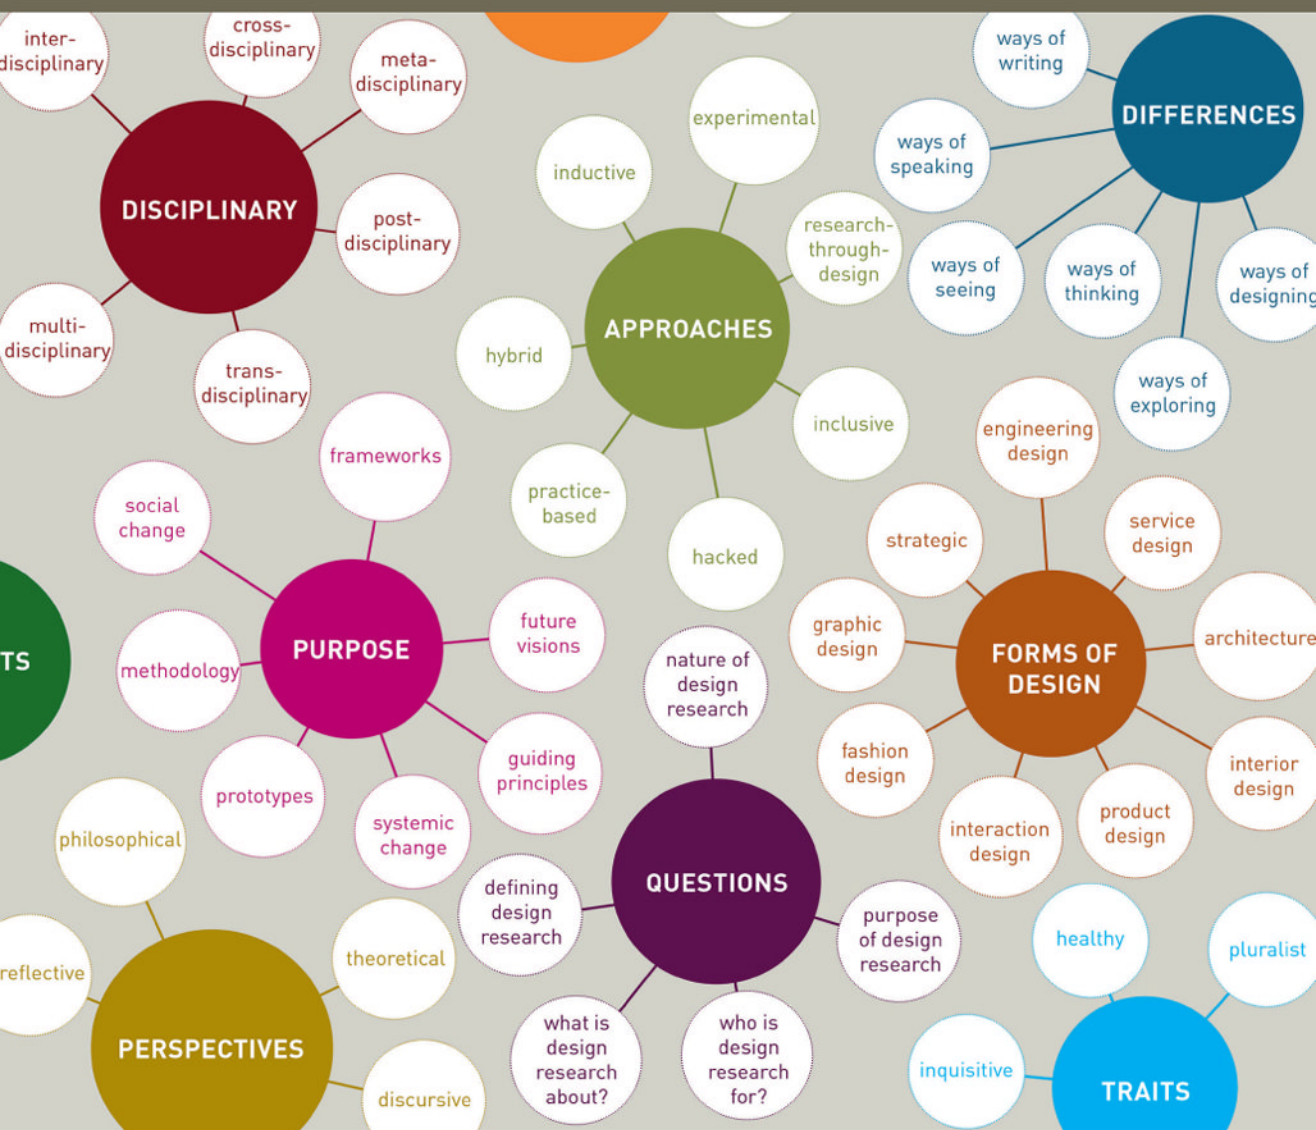 inter-
disciplinary
cross-
disciplinary
meta-
disciplinary
DISCIPLINARY
post-
disciplinary
multi-
disciplinary
trans-
disciplinary
experimental
inductive
research-
through-
design
APPROACHES
hybrid
inclusive
practice-
based
hacked
ways of
writing
DIFFERENCES
ways of
speaking
ways of
seeing
ways of
thinking
ways of
designing
ways of
exploring
frameworks
social
change
PURPOSE
future
visions
methodology
guiding
principles
prototypes
systemic
change
TS
engineering
design
strategic
service
design
graphic
design
architecture
FORMS OF
DESIGN
fashion
design
interior
design
interaction
design
product
design
nature of
design
research
QUESTIONS
defining
design
research
purpose
of design
research
what is
design
research
about?
who is
design
research
for?
philosophical
reflective
theoretical
PERSPECTIVES
discursive
healthy
pluralist
inquisitive
TRAITS